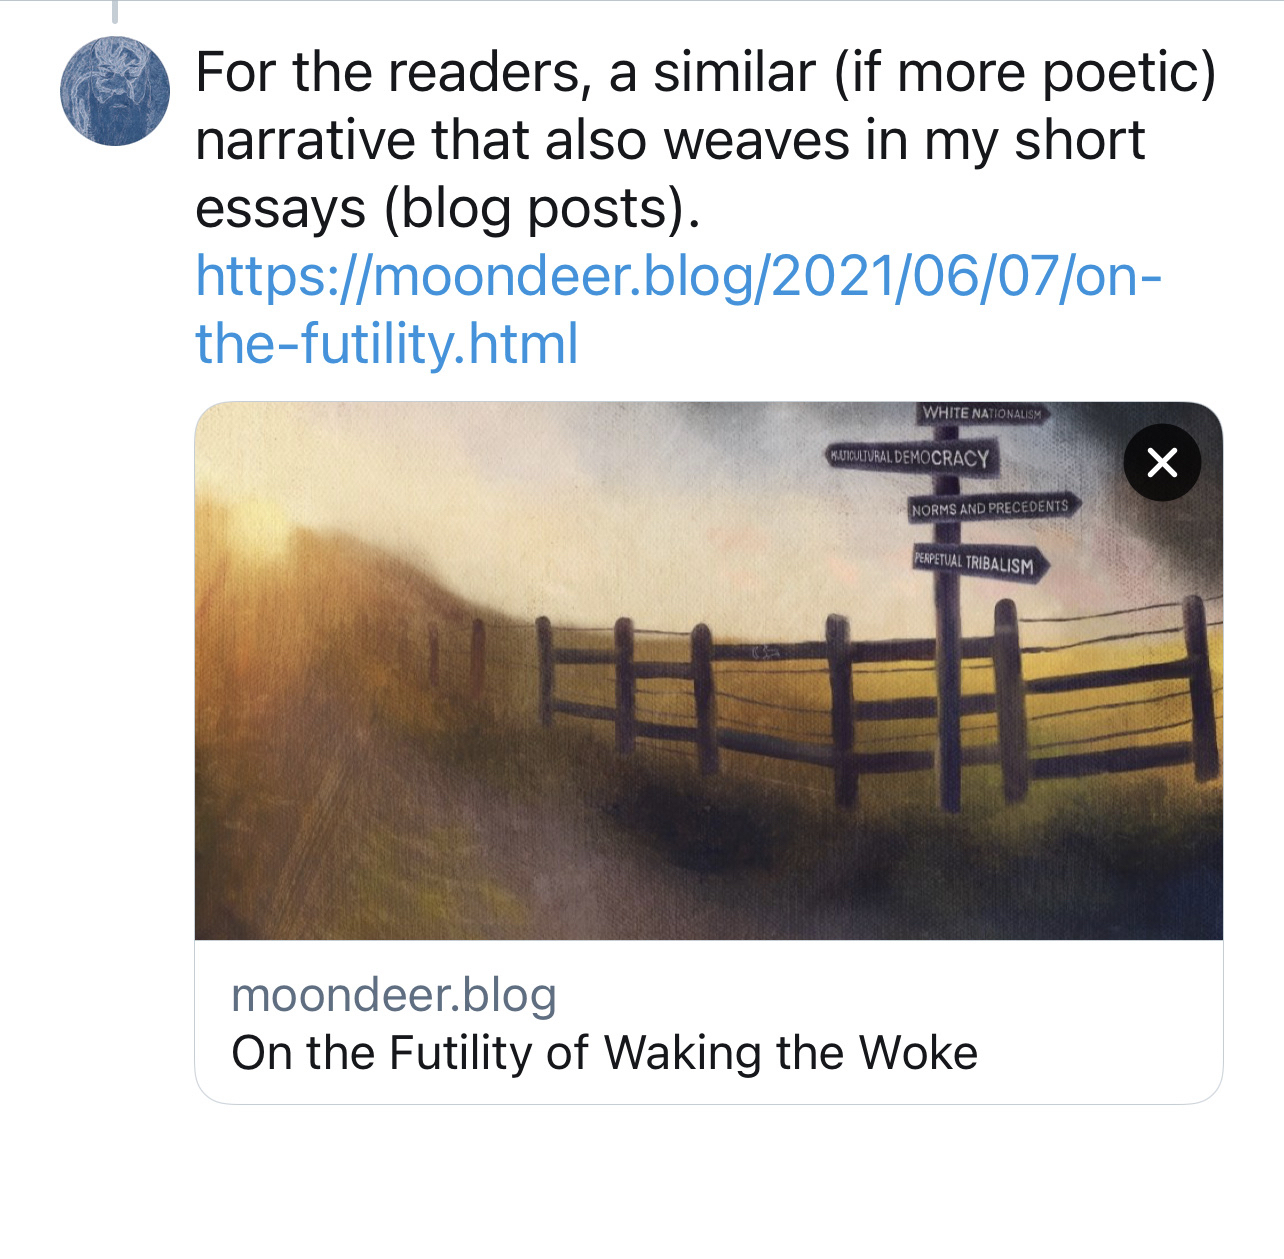 For the readers, a similar (if more poetic)
narrative that also weaves in my short
essays (blog posts).
https://moondeer.blog/2021/06/07/on-
the-futility.html
WHITE NATIONALISM
MULTICULTURAL DEMOCRACY
NORMS AND PRECEDENTS
PERPETUAL TRIBALISM
moondeer.blog
On the Futility of Waking the Woke